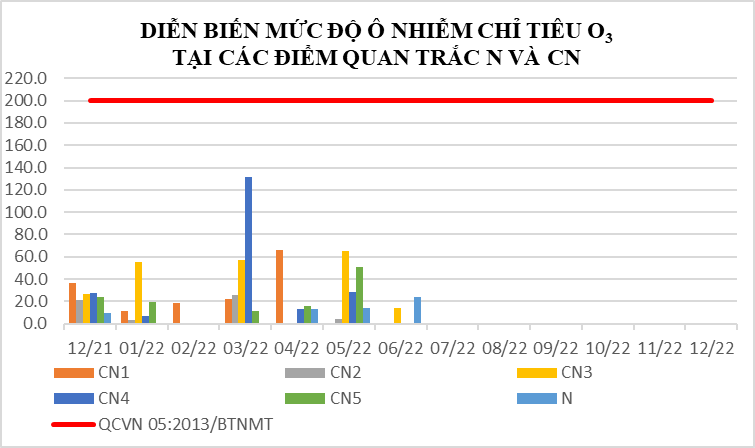 DIỄN BIẾN MỨC ĐỘ Ô NHIỄM CHỈ TIÊU O₃
TẠI CÁC ĐIỂM QUAN TRẮC N VÀ CN
220.0
200.0
180.0
160.0
140.0
120.0
100.0
80.0
60.0
40.0
20.0
0.0
12/21 01/22 02/22 03/22 04/22 05/22 06/22 07/22 08/22 09/22 10/22 11/22 12/22
CN1 CN2 CN3
CN4 CN5 N
QCVN 05:2013/BTNMT